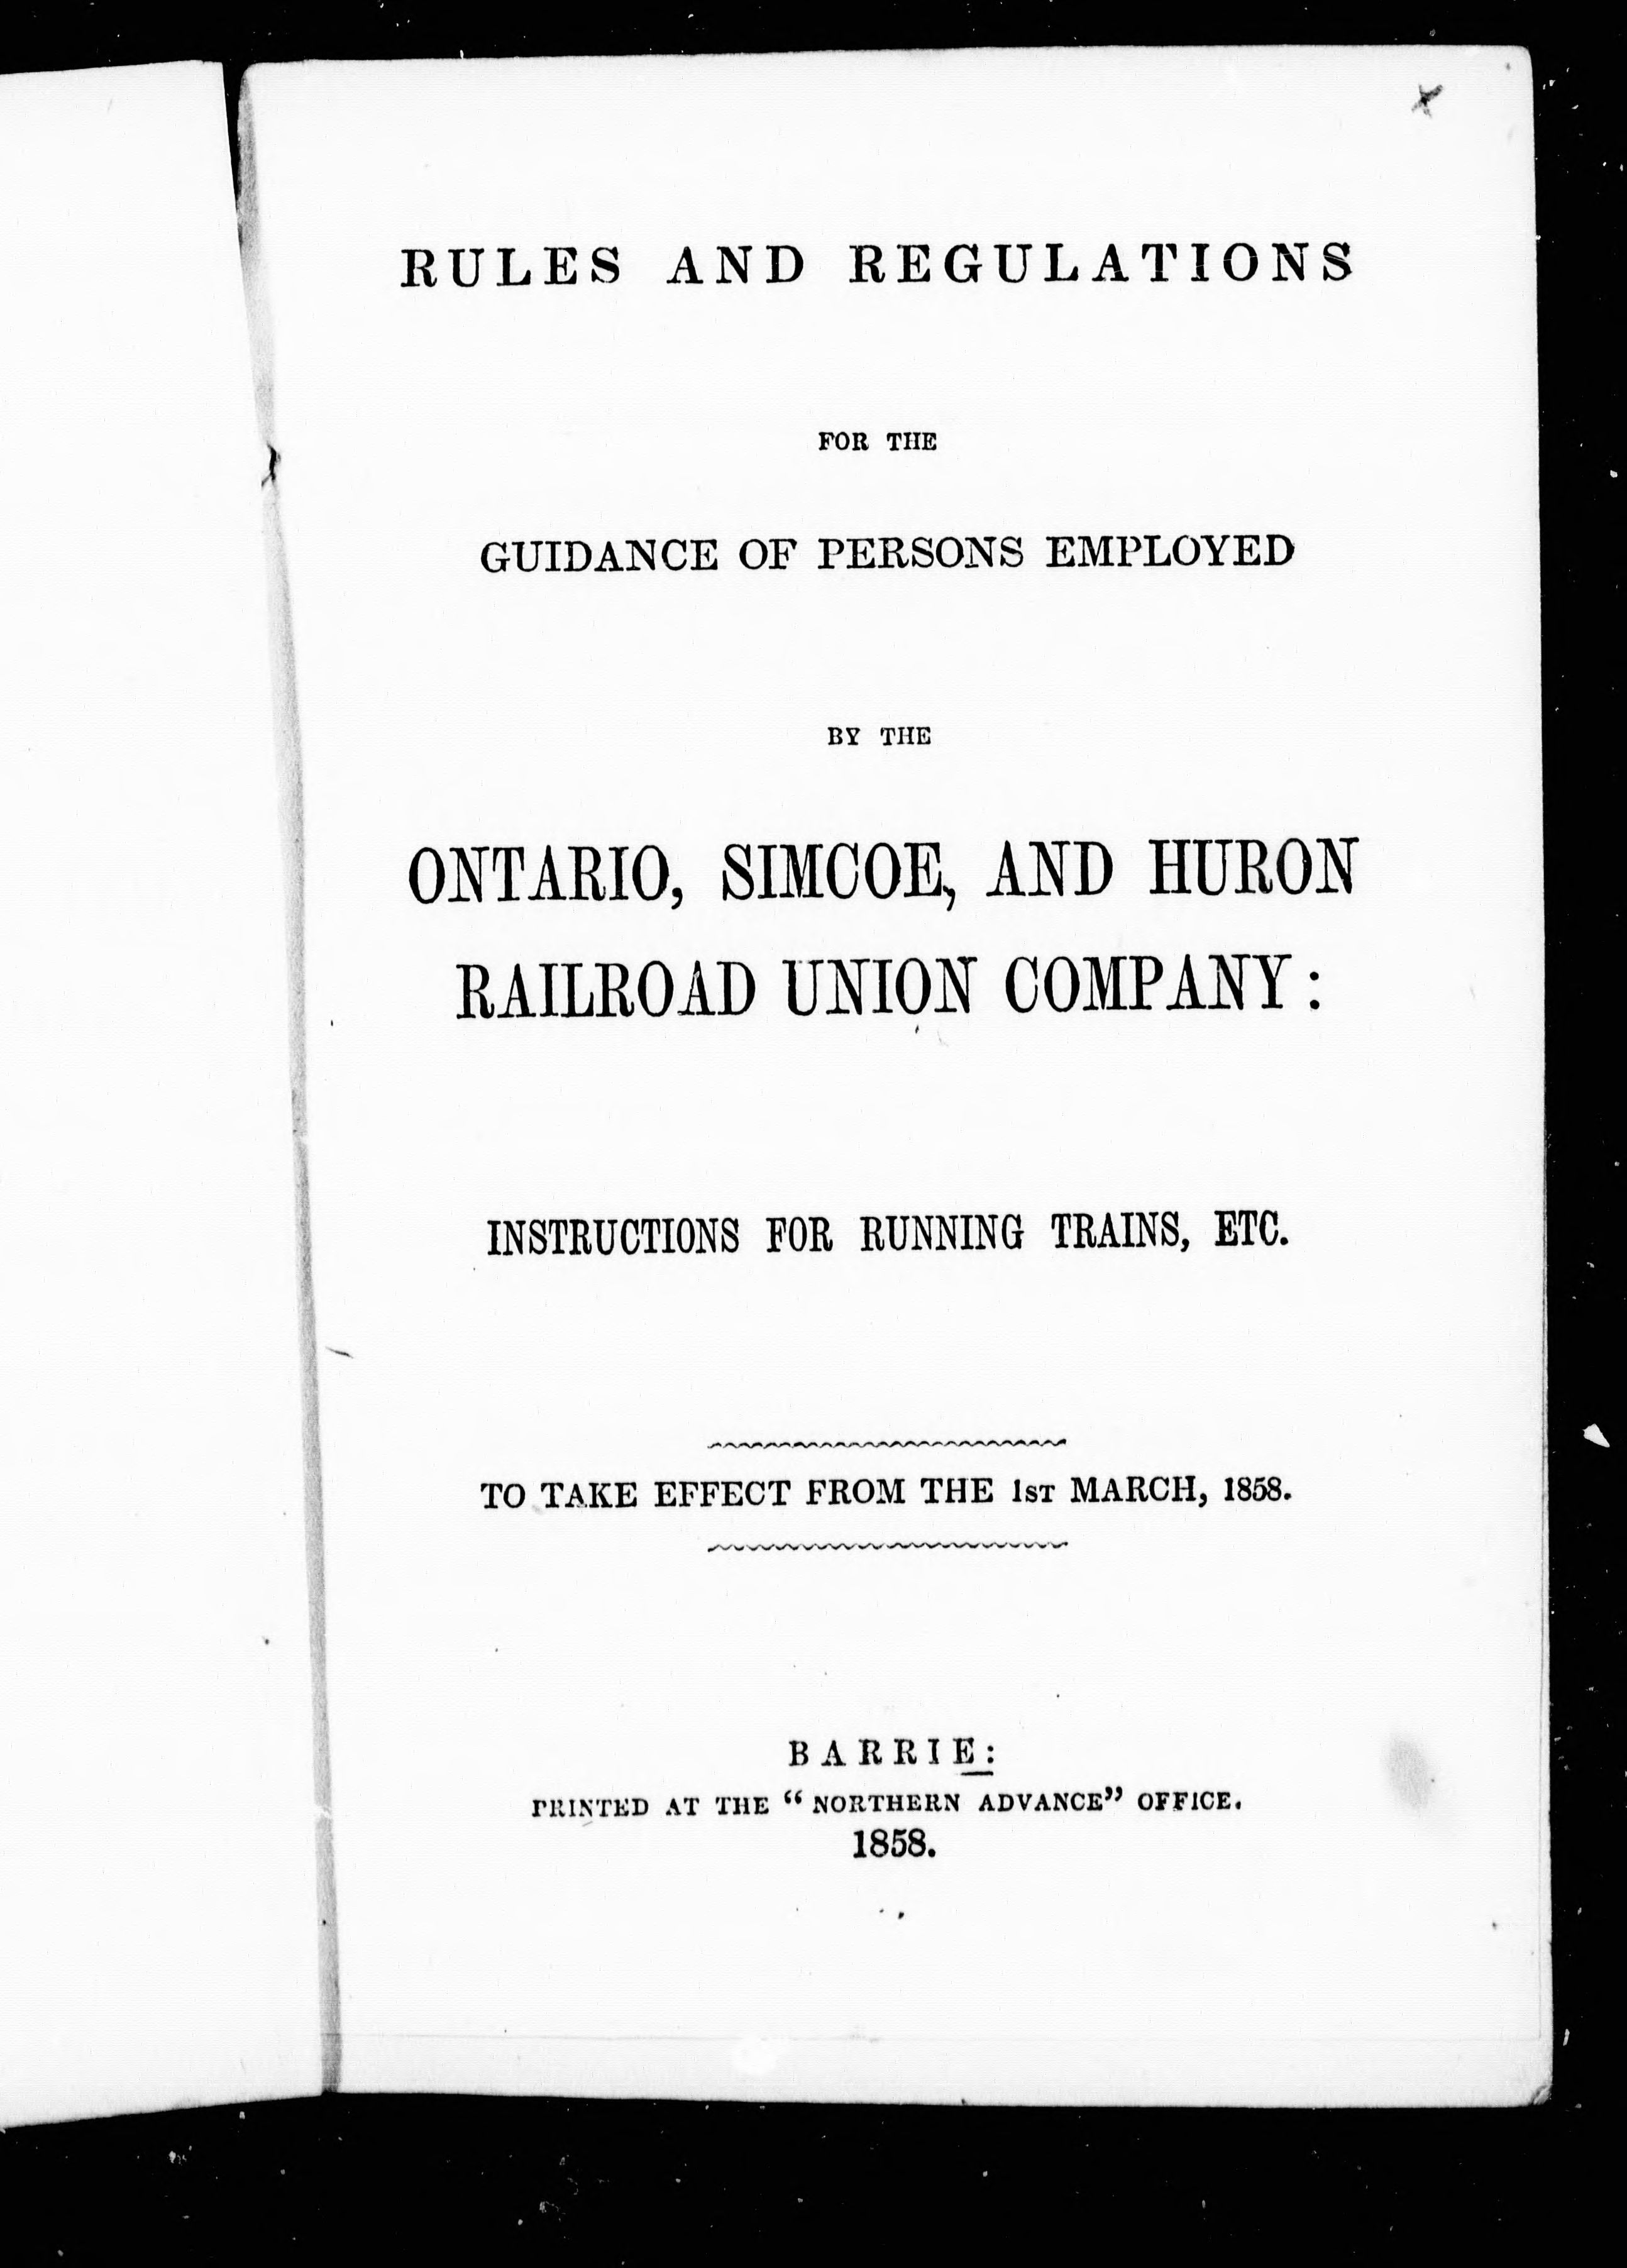 RULES AND REGULATIONS
FOR THE
GUIDANCE OF PERSONS EMPLOYED
BY THE
ONTARIO, SIMCOE, AND HURON
RAILROAD UNION COMPANY:
INSTRUCTIONS FOR RUNNING TRAINS, ETC.
TO TAKE EFFECT FROM THE 1ST MARCH, 1858.
BARRIE:
PRINTED AT THE “NORTHERN ADVANCE” OFFICE.
1858.